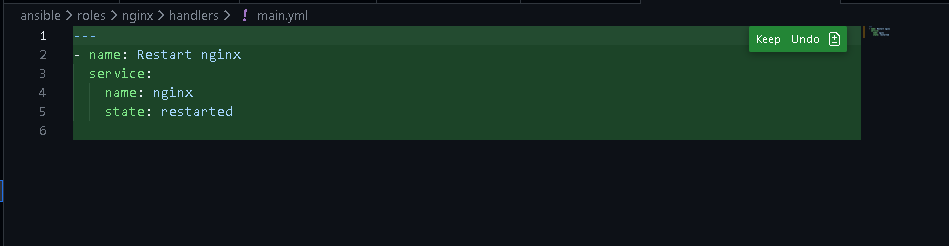 ansible > roles > nginx > handlers > ! main.yml
1 ---
Keep Undo
2 - name: Restart nginx
3   service:
4     name: nginx
5     state: restarted
6